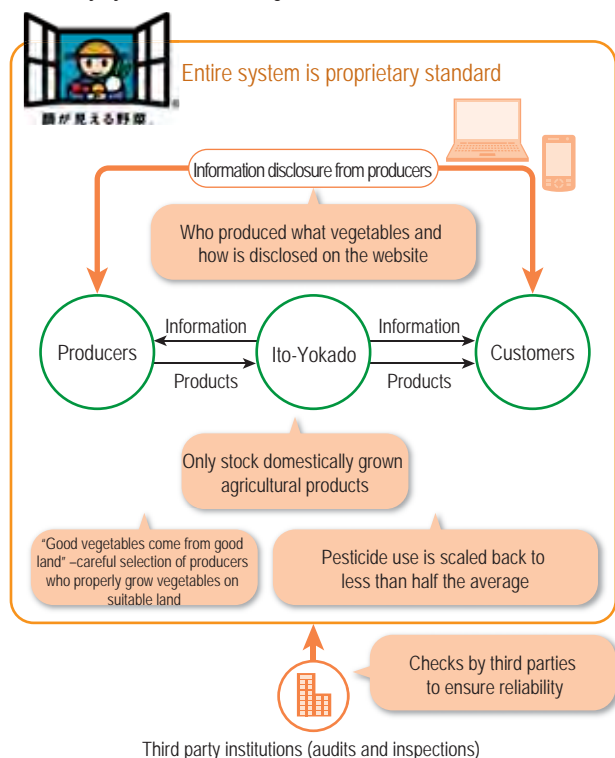 顔が見える野菜。
®
Entire system is proprietary standard
Information disclosure from producers
Who produced what vegetables and
how is disclosed on the website
Producers
Information
Products
Ito-Yokado
Information
Products
Customers
Only stock domestically grown
agricultural products
“Good vegetables come from good
land” –careful selection of producers
who properly grow vegetables on
suitable land
Pesticide use is scaled back to
less than half the average
Checks by third parties
to ensure reliability
Third party institutions (audits and inspections)